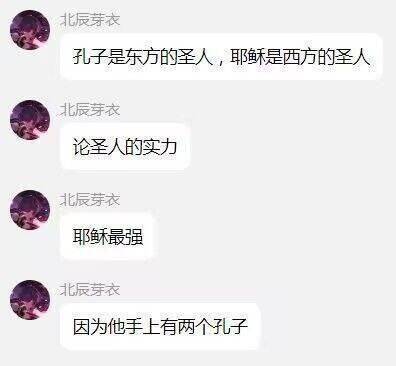 北辰芽衣
孔子是东方的圣人，耶稣是西方的圣人
北辰芽衣
论圣人的实力
北辰芽衣
耶稣最强
北辰芽衣
因为他手上有两个孔子